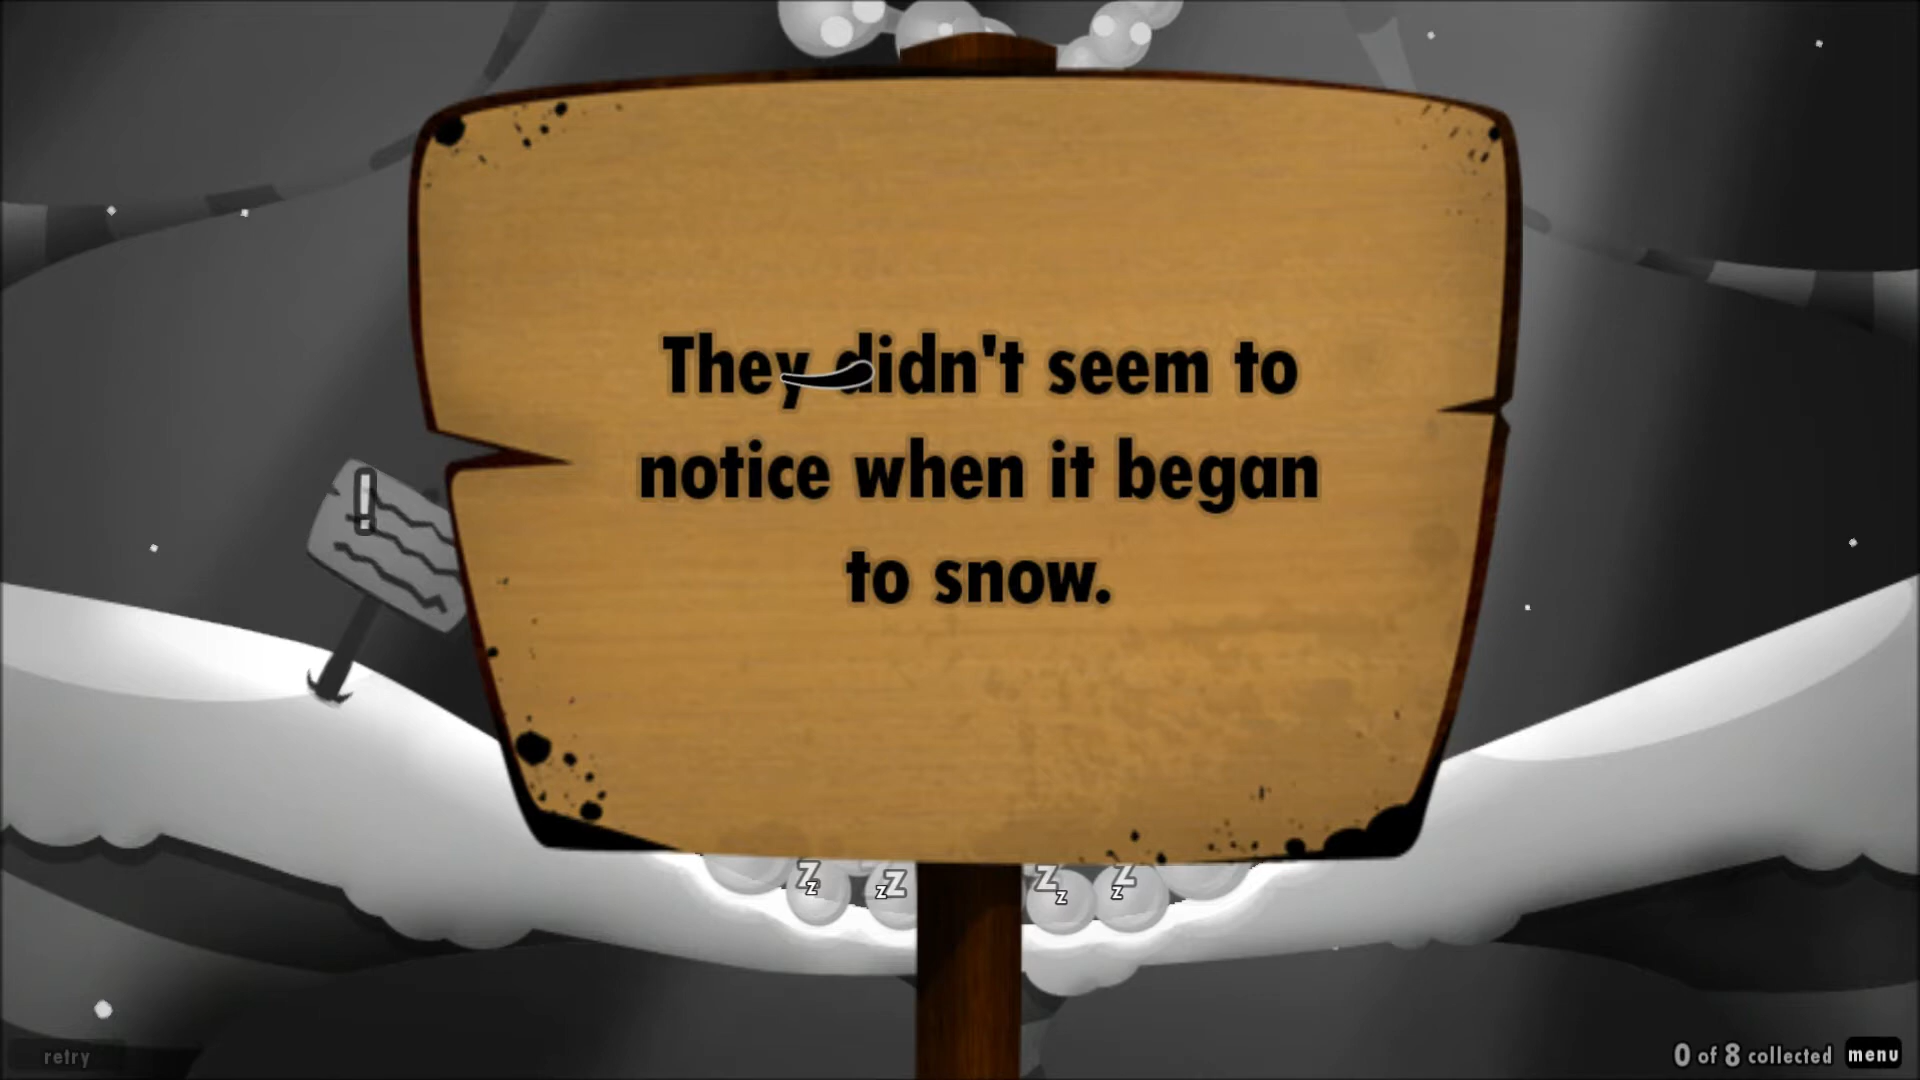 They didn't seem to
notice when it began
to snow.
!
z z
z z
z z
z z
retry
0 of 8 collected menu